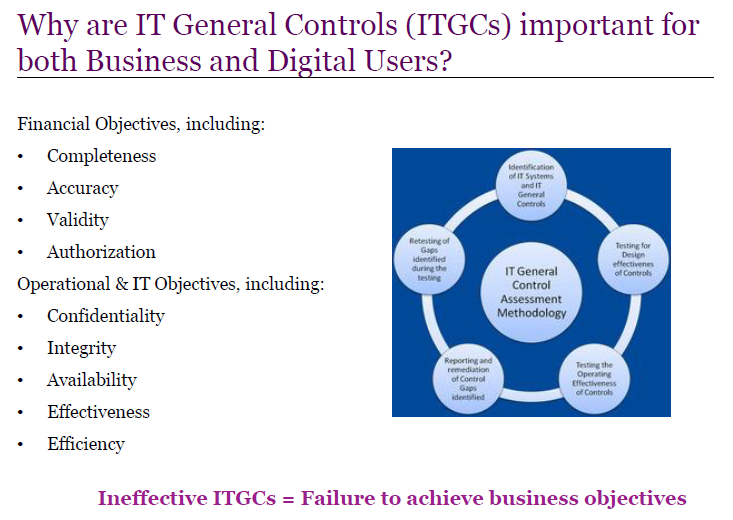 Why are IT General Controls (ITGCs) important for
both Business and Digital Users?
Financial Objectives, including:
• Completeness
• Accuracy
• Validity
• Authorization
Operational & IT Objectives, including:
• Confidentiality
• Integrity
• Availability
• Effectiveness
• Efficiency
Identification
of IT Systems
and IT
General
Controls
Testing for
Design
effectivenes
of Controls
Testing the
Operating
Effectiveness
of Controls
Reporting and
remediation
of Control
Gaps
identified
Retesting of
Gaps
identified
during the
testing
IT General
Control
Assessment
Methodology
Ineffective ITGCs = Failure to achieve business objectives